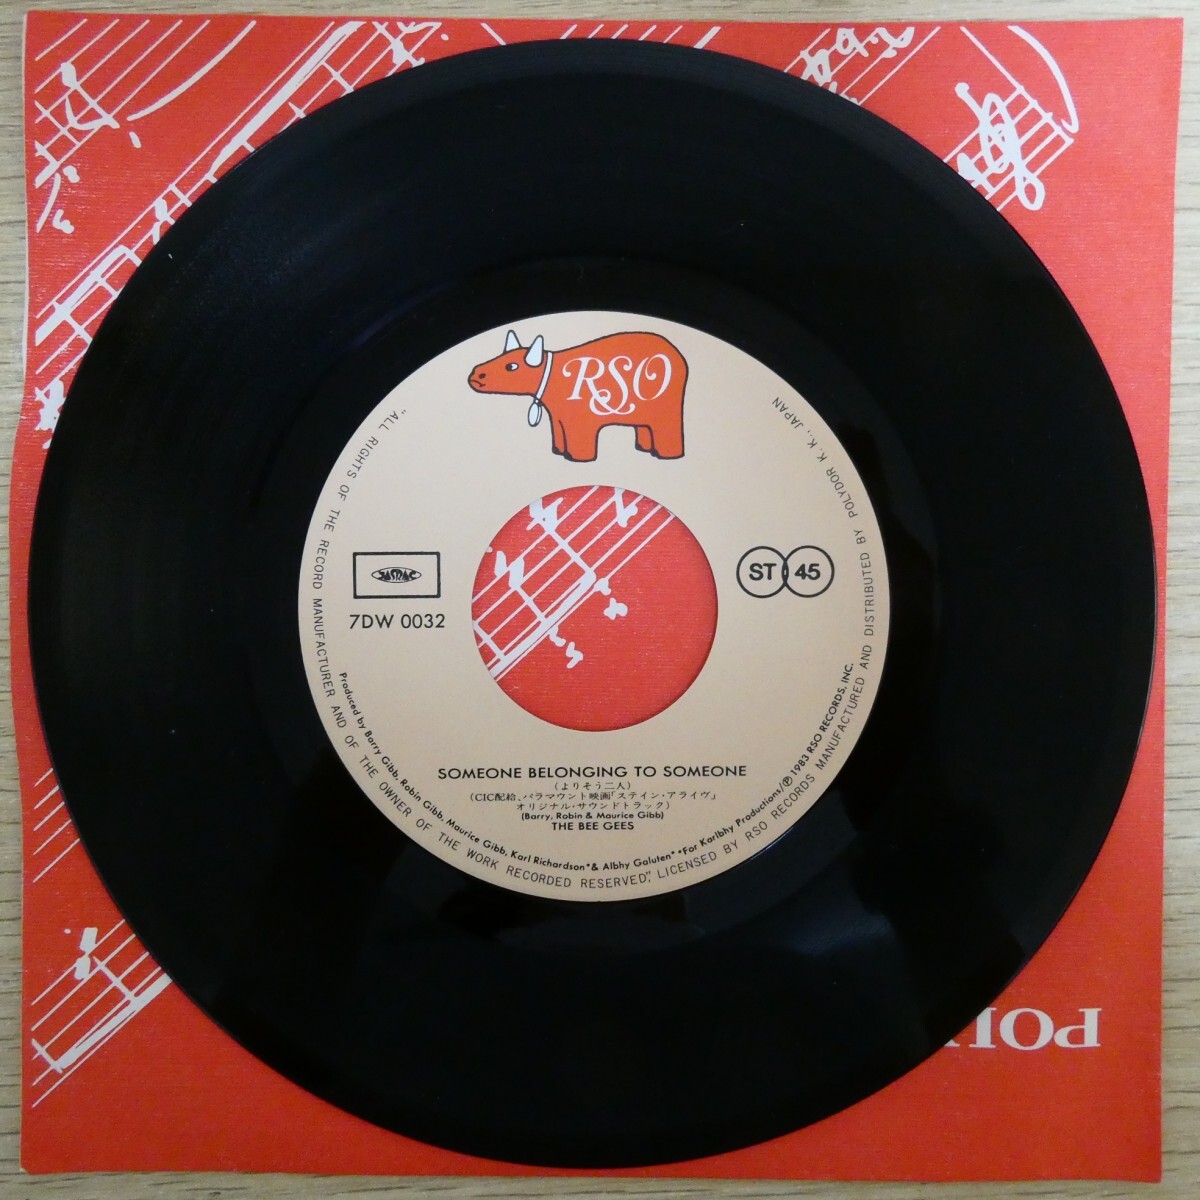 RSO
JASRAC
7DW 0032
ST 45
SOMEONE BELONGING TO SOMEONE
(よりそう二人)
(CIC配給、パラマウント映画「ステイン・アライヴ」
オリジナル・サウンドトラック)
(Barry, Robin & Maurice Gibb)
THE BEE GEES
Produced by Barry Gibb, Robin Gibb, Maurice Gibb, Karl Richardson* & Albhy Galuten* *For Karlbhy Productions/℗ 1983 RSO RECORDS, INC.
"ALL RIGHTS OF THE RECORD MANUFACTURER AND OF THE OWNER OF THE WORK RECORDED RESERVED", LICENSED BY RSO RECORDS MANUFACTURED AND DISTRIBUTED BY POLYDOR K.K., JAPAN